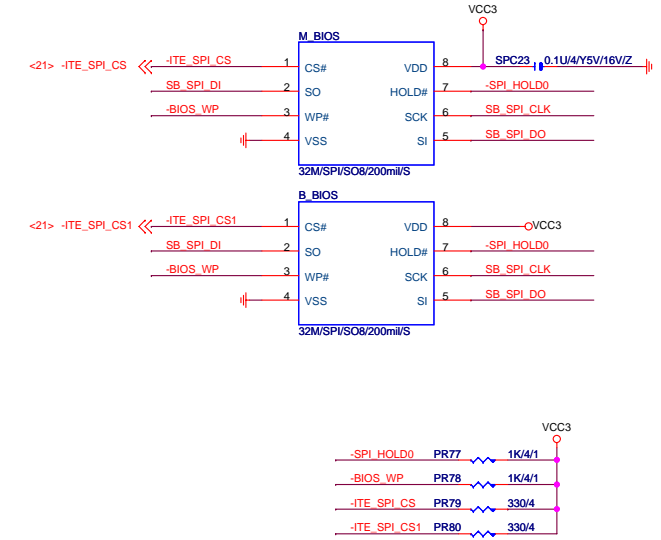 VCC3
M_BIOS
<21> -ITE_SPI_CS -ITE_SPI_CS 1 CS# VDD 8 SPC23 0.1U/4/Y5V/16V/Z
SB_SPI_DI 2 SO HOLD# 7 -SPI_HOLD0
-BIOS_WP 3 WP# SCK 6 SB_SPI_CLK
4 VSS SI 5 SB_SPI_DO
32M/SPI/SO8/200mil/S
B_BIOS
<21> -ITE_SPI_CS1 -ITE_SPI_CS1 1 CS# VDD 8 VCC3
SB_SPI_DI 2 SO HOLD# 7 -SPI_HOLD0
-BIOS_WP 3 WP# SCK 6 SB_SPI_CLK
4 VSS SI 5 SB_SPI_DO
32M/SPI/SO8/200mil/S
VCC3
-SPI_HOLD0 PR77 1K/4/1
-BIOS_WP PR78 1K/4/1
-ITE_SPI_CS PR79 330/4
-ITE_SPI_CS1 PR80 330/4